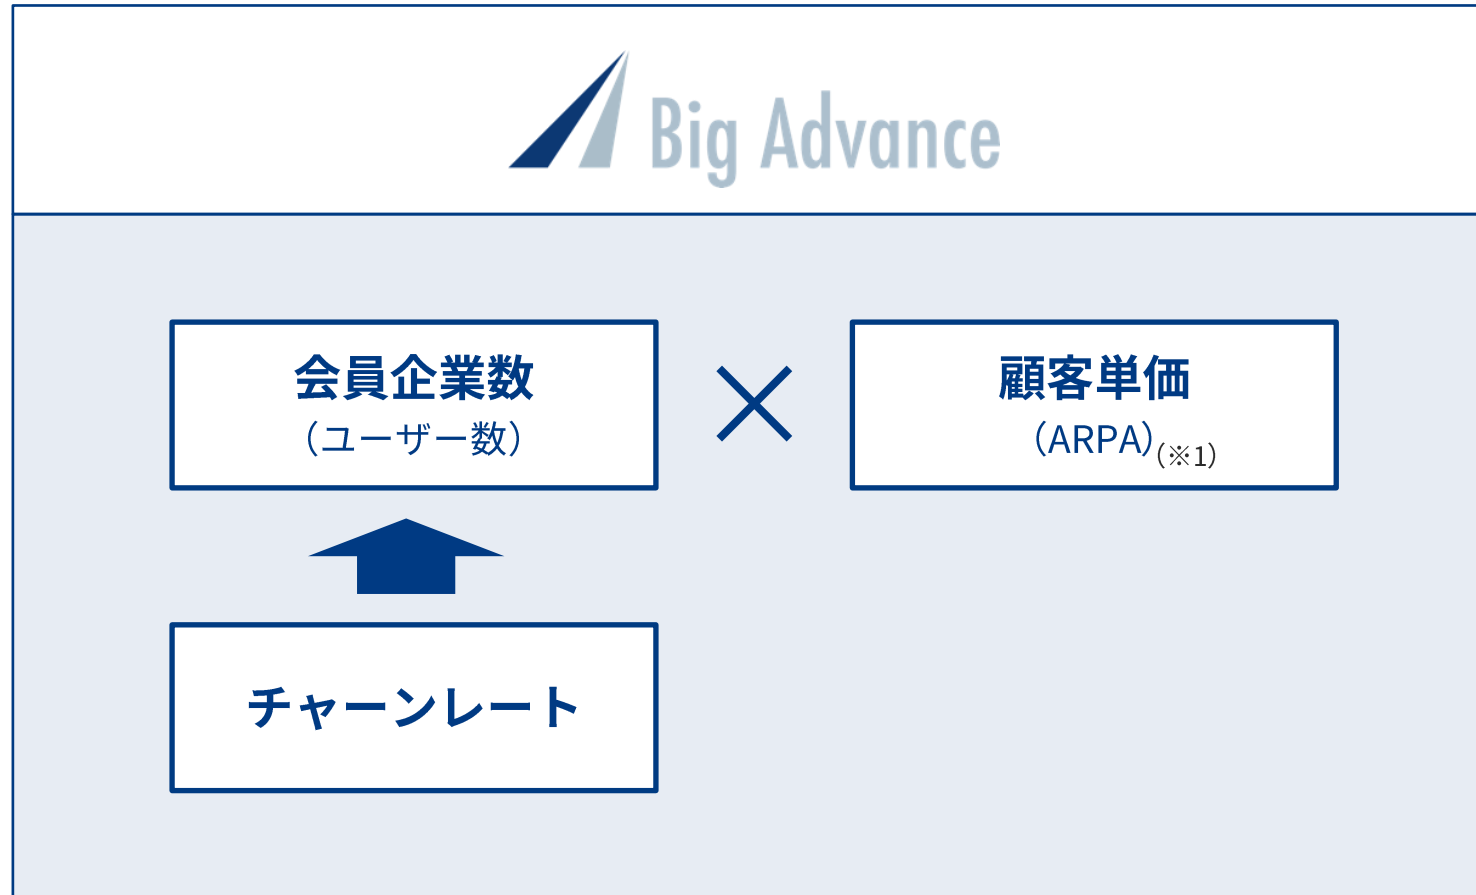 Big Advance
会員企業数
（ユーザー数）
顧客単価
（ARPA）（※1）
チャーンレート